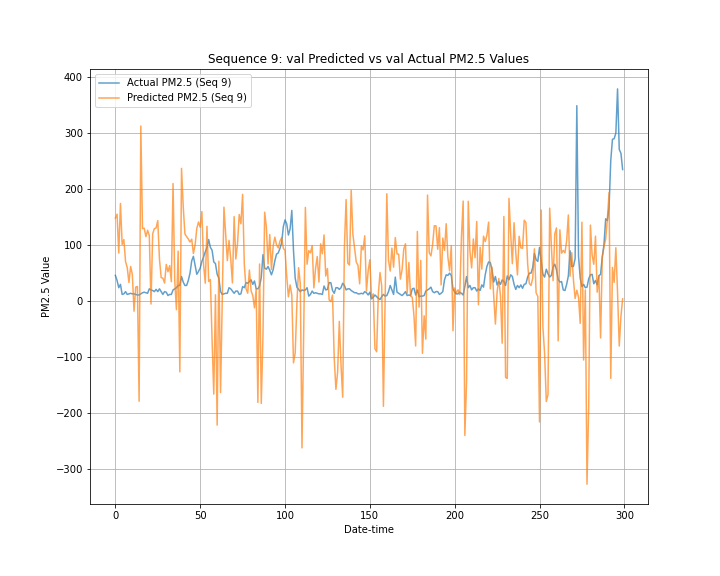 Sequence 9: val Predicted vs val Actual PM2.5 Values
Actual PM2.5 (Seq 9)
Predicted PM2.5 (Seq 9)
PM2.5 Value
400
300
200
100
0
−100
−200
−300
0 50 100 150 200 250 300
Date-time